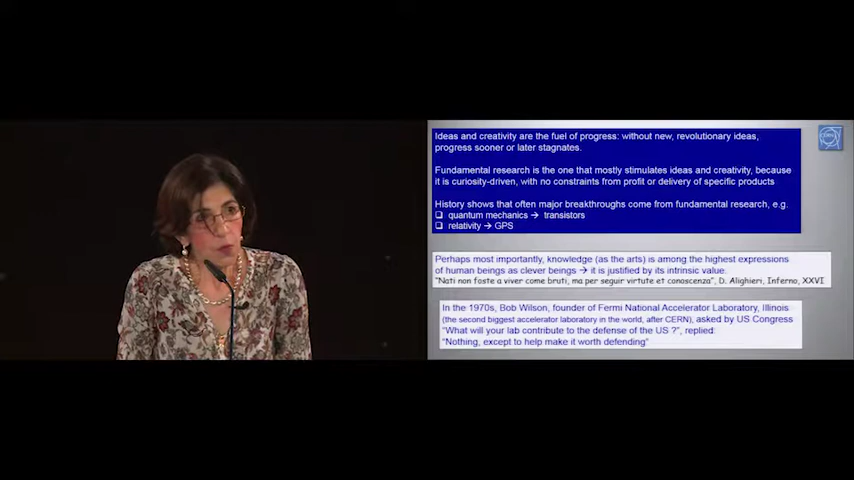 Ideas and creativity are the fuel of progress: without new, revolutionary ideas,
progress sooner or later stagnates.
Fundamental research is the one that mostly stimulates ideas and creativity, because
it is curiosity-driven, with no constraints from profit or delivery of specific products
History shows that often major breakthroughs come from fundamental research, e.g.
❑ quantum mechanics → transistors
❑ relativity → GPS
Perhaps most importantly, knowledge (as the arts) is among the highest expressions
of human beings as clever beings → it is justified by its intrinsic value.
"Nati non foste a viver come bruti, ma per seguir virtute et conoscenza", D. Alighieri, Inferno, XXVI
In the 1970s, Bob Wilson, founder of Fermi National Accelerator Laboratory, Illinois
(the second biggest accelerator laboratory in the world, after CERN), asked by US Congress
"What will your lab contribute to the defense of the US ?", replied:
"Nothing, except to help make it worth defending"